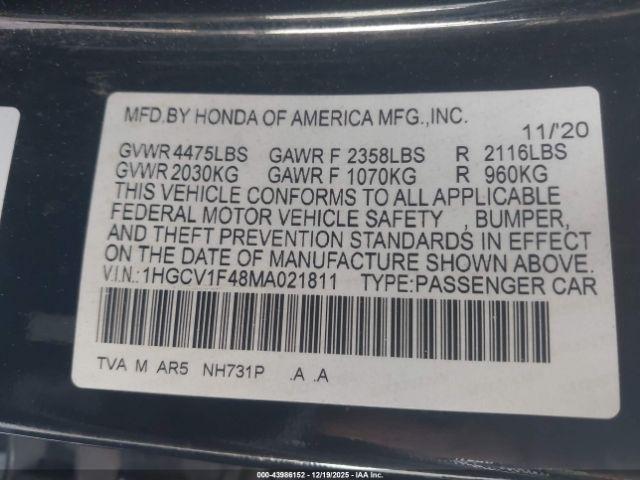 MFD.BY HONDA OF AMERICA MFG.,INC.
11/'20
GVWR 4475LBS GAWR F 2358LBS R 2116LBS
GVWR 2030KG GAWR F 1070KG R 960KG
THIS VEHICLE CONFORMS TO ALL APPLICABLE
FEDERAL MOTOR VEHICLE SAFETY , BUMPER,
AND THEFT PREVENTION STANDARDS IN EFFECT
ON THE DATE OF MANUFACTURE SHOWN ABOVE.
V.I.N.:1HGCV1F48MA021811 TYPE:PASSENGER CAR
TVA M AR5 NH731P .A .A
00-43986152 - 12/19/2025 - IAA Inc.